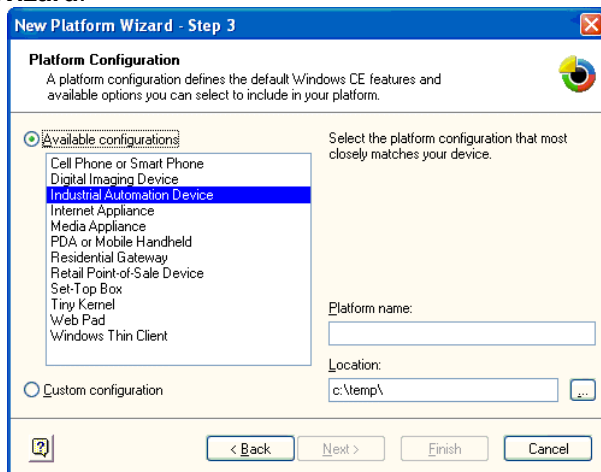 New Platform Wizard - Step 3
Platform Configuration
A platform configuration defines the default Windows CE features and
available options you can select to include in your platform.
Available configurations
Cell Phone or Smart Phone
Digital Imaging Device
Industrial Automation Device
Internet Appliance
Media Appliance
PDA or Mobile Handheld
Residential Gateway
Retail Point-of-Sale Device
Set-Top Box
Tiny Kernel
Web Pad
Windows Thin Client
Custom configuration
Select the platform configuration that most
closely matches your device.
Platform name:
Location:
c:\temp\
...
?
< Back
Next >
Finish
Cancel